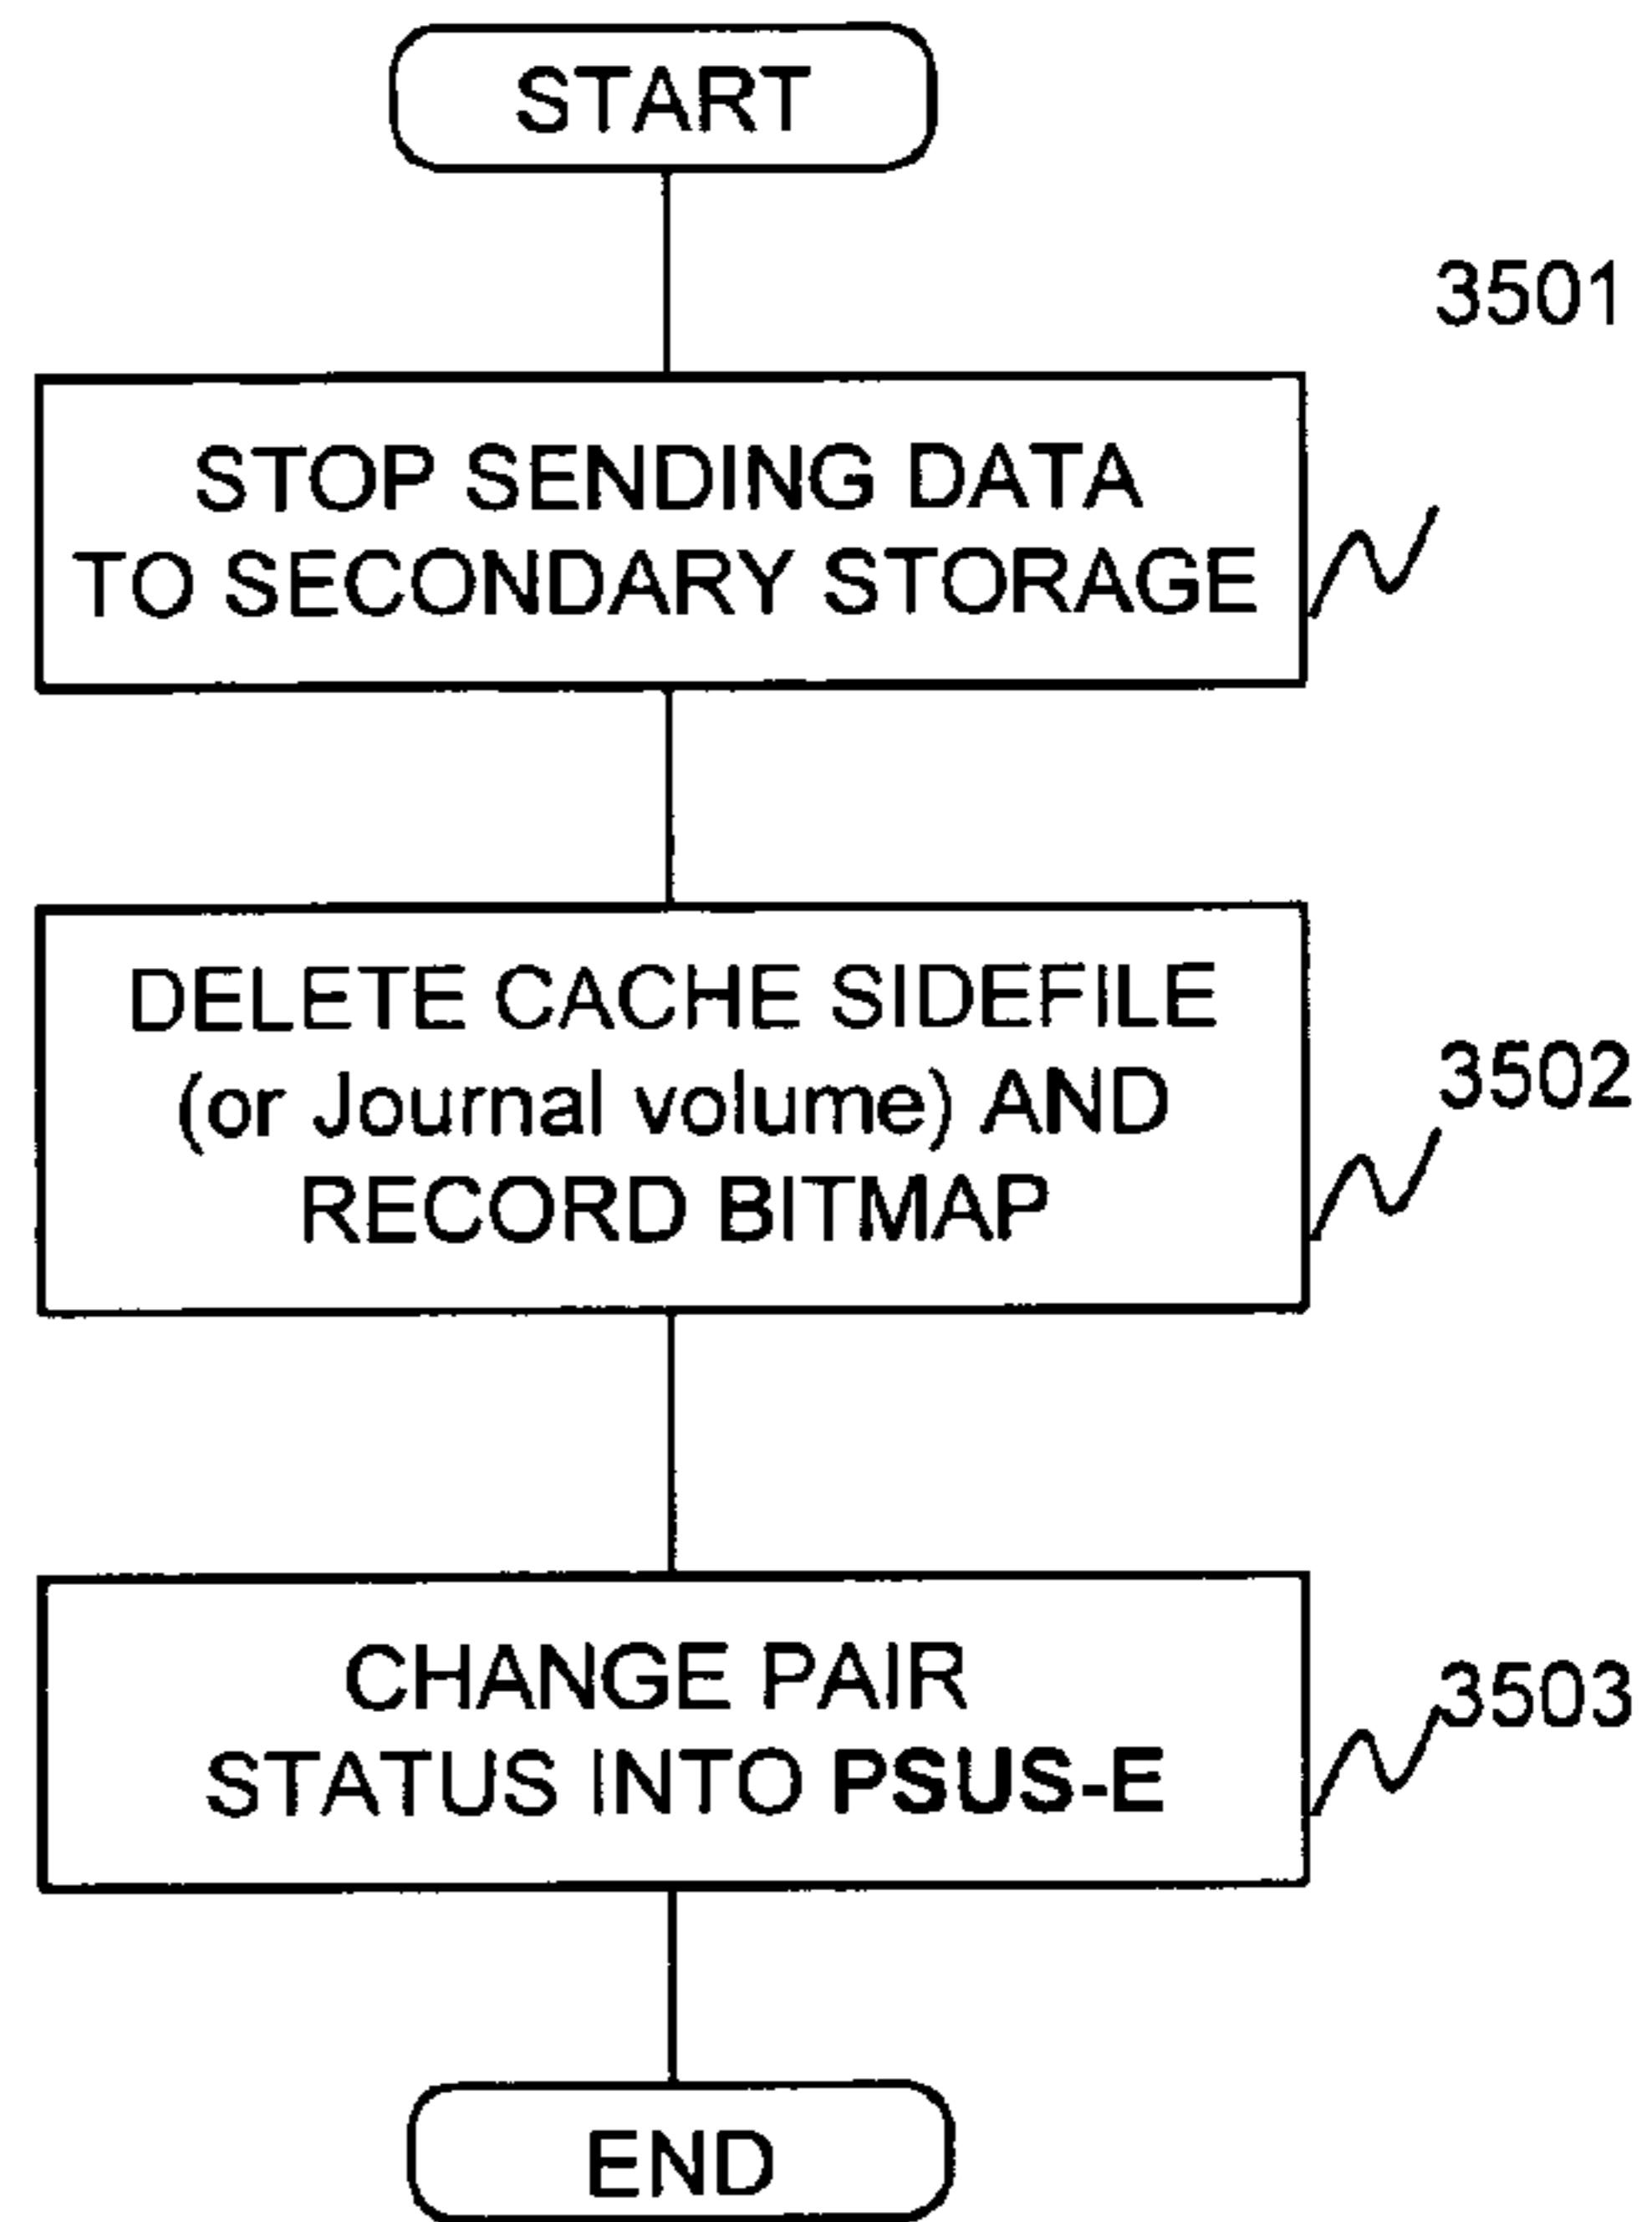 START
3501
STOP SENDING DATA
TO SECONDARY STORAGE
DELETE CACHE SIDEFILE
(or Journal volume) AND
RECORD BITMAP
3502
CHANGE PAIR
STATUS INTO PSUS-E
3503
END